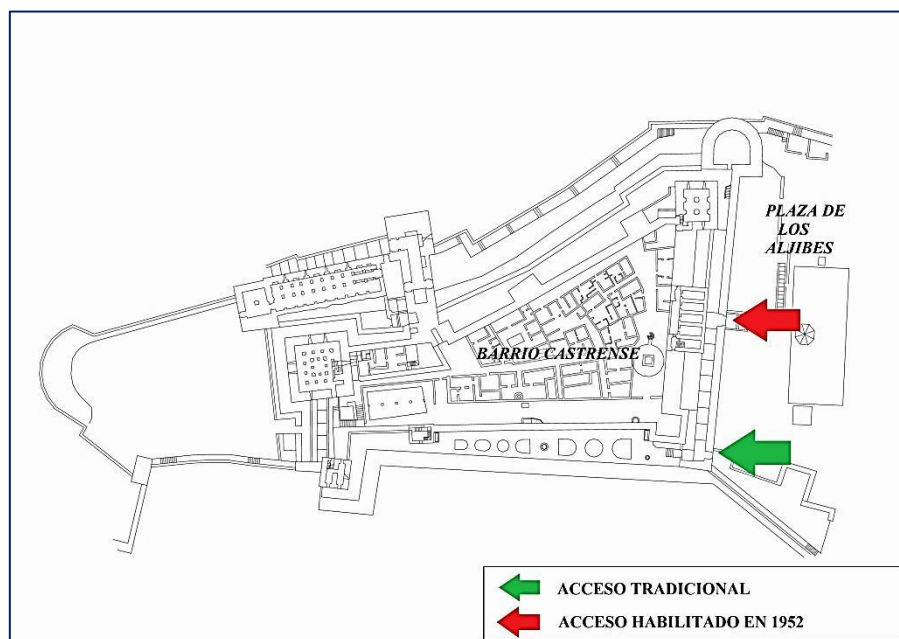 PLAZA DE
LOS
ALJIBES
BARRIO CASTRENSE
ACCESO TRADICIONAL
ACCESO HABILITADO EN 1952